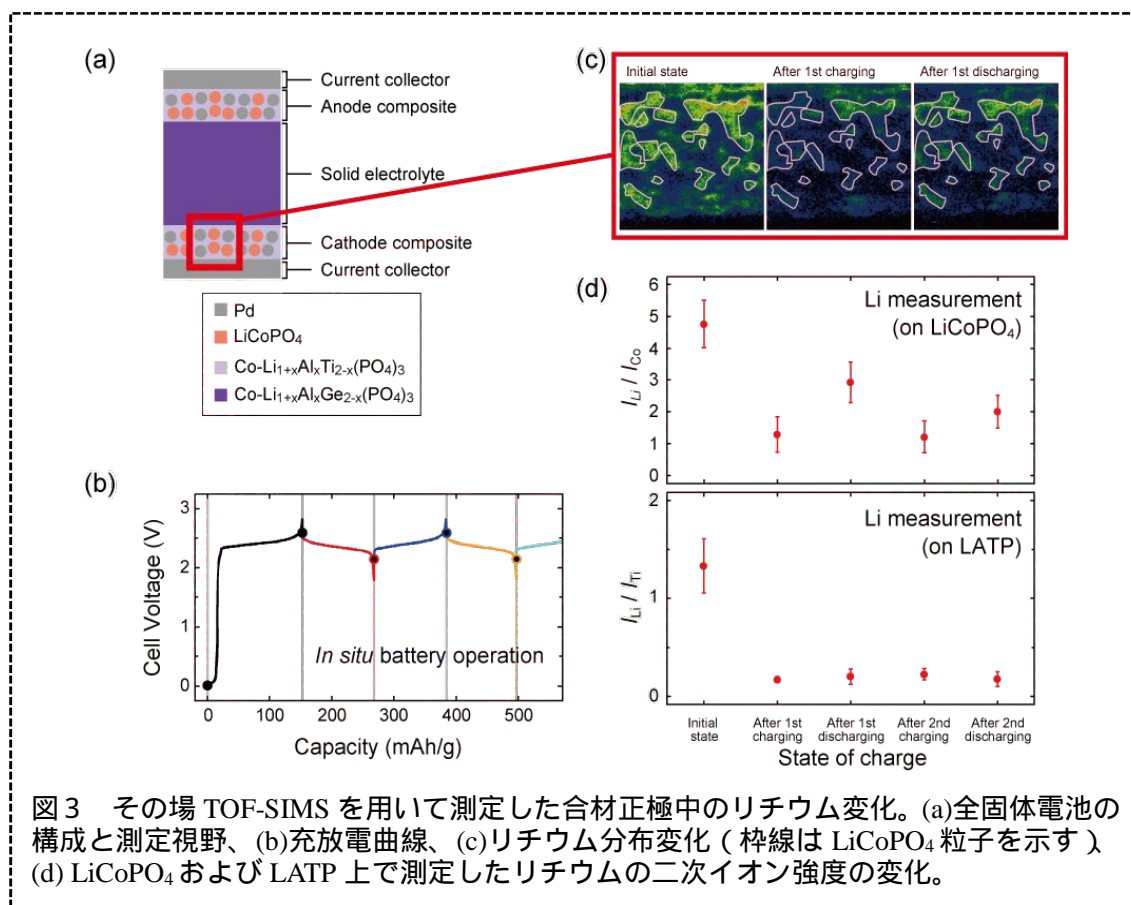 (a)
Current collector
Anode composite
Solid electrolyte
Cathode composite
Current collector
Pd
LiCoPO4
Co-Li1+xAlxTi2-x(PO4)3
Co-Li1+xAlxGe2-x(PO4)3
(c)
Initial state
After 1st charging
After 1st discharging
(b)
Cell Voltage (V)
3
2
1
0
In situ battery operation
0 100 200 300 400 500
Capacity (mAh/g)
(d)
Li measurement
(on LiCoPO4)
ILi / ICo
6
5
4
3
2
1
0
Li measurement
(on LATP)
ILi / ITi
2
1
0
Initial state
After 1st charging
After 1st discharging
After 2nd charging
After 2nd discharging
State of charge
図3 その場 TOF-SIMS を用いて測定した合材正極中のリチウム変化。(a)全固体電池の
構成と測定視野、(b)充放電曲線、(c)リチウム分布変化(枠線は LiCoPO4 粒子を示す)、
(d) LiCoPO4 および LATP 上で測定したリチウムの二次イオン強度の変化。